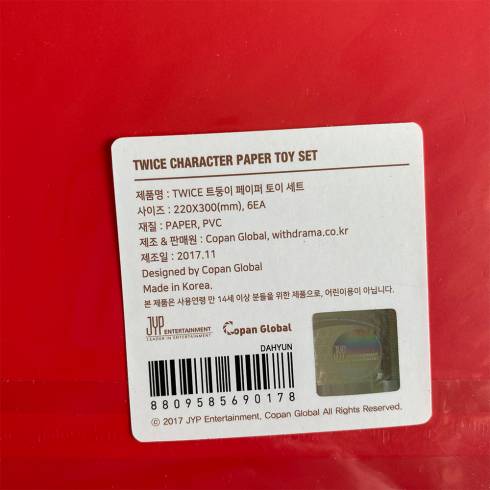 TWICE CHARACTER PAPER TOY SET
제품명 : TWICE 트둥이 페이퍼 토이 세트
사이즈 : 220X300(mm), 6EA
재질 : PAPER, PVC
제조 & 판매원 : Copan Global, withdrama.co.kr
제조일 : 2017.11
Designed by Copan Global
Made in Korea.
본 제품은 사용연령 만 14세 이상 분들을 위한 제품으로, 어린이용이 아닙니다.
JYP ENTERTAINMENT
LEADER IN ENTERTAINMENT
Copan Global
DAHYUN
JYP ENTERTAINMENT
8809585690178
© 2017 JYP Entertainment, Copan Global All Rights Reserved.